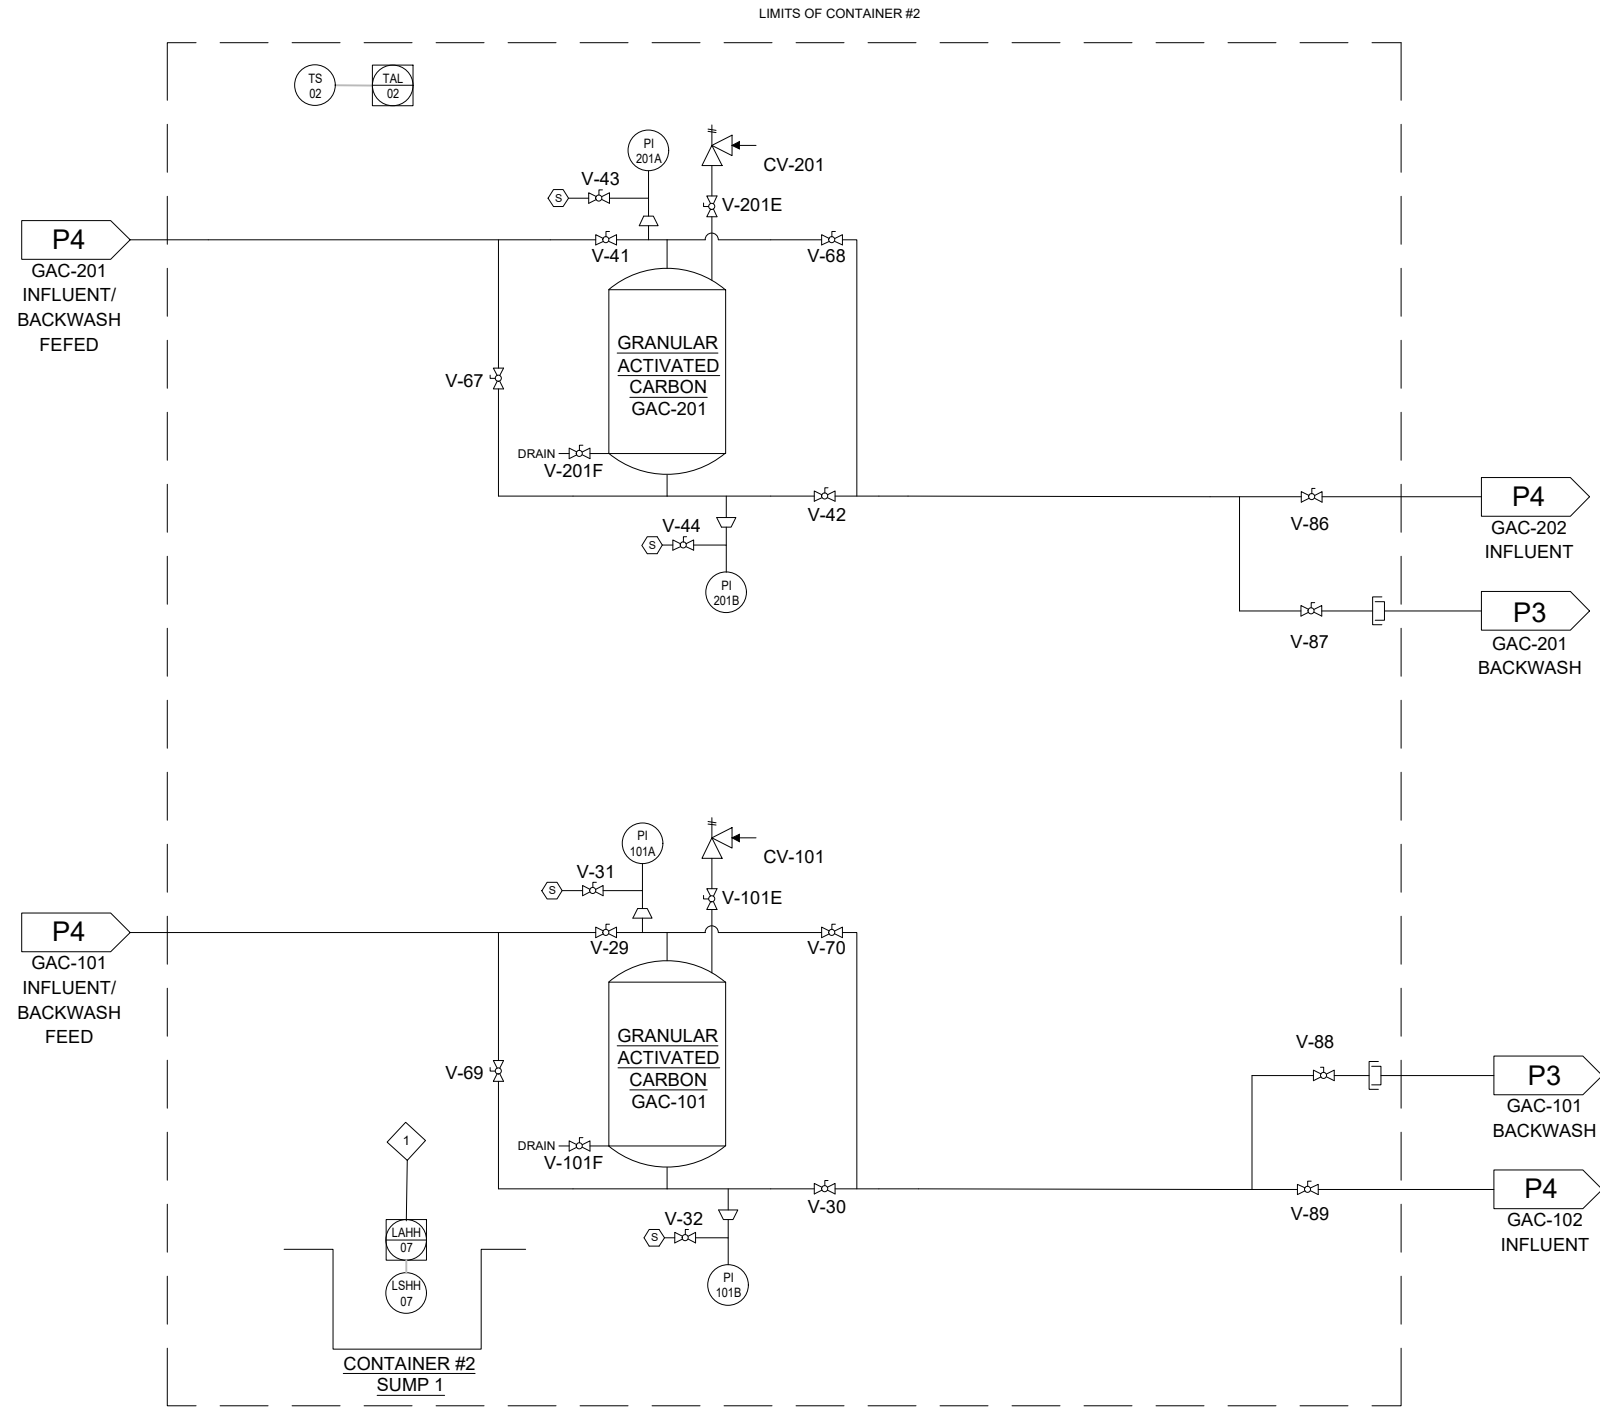 LIMITS OF CONTAINER #2
TS
02
TAL
02
PI
201A
CV-201
V-43
S
V-201E
P4
GAC-201
INFLUENT/
BACKWASH
FEFED
V-41
V-68
GRANULAR
ACTIVATED
CARBON
GAC-201
V-67
DRAIN
V-201F
V-42
V-44
S
PI
201B
V-86
P4
GAC-202
INFLUENT
V-87
P3
GAC-201
BACKWASH
PI
101A
CV-101
V-31
S
V-101E
P4
GAC-101
INFLUENT/
BACKWASH
FEED
V-29
V-70
GRANULAR
ACTIVATED
CARBON
GAC-101
V-69
DRAIN
V-101F
V-30
V-32
S
PI
101B
V-88
P3
GAC-101
BACKWASH
V-89
P4
GAC-102
INFLUENT
1
LAHH
07
LSHH
07
CONTAINER #2
SUMP 1